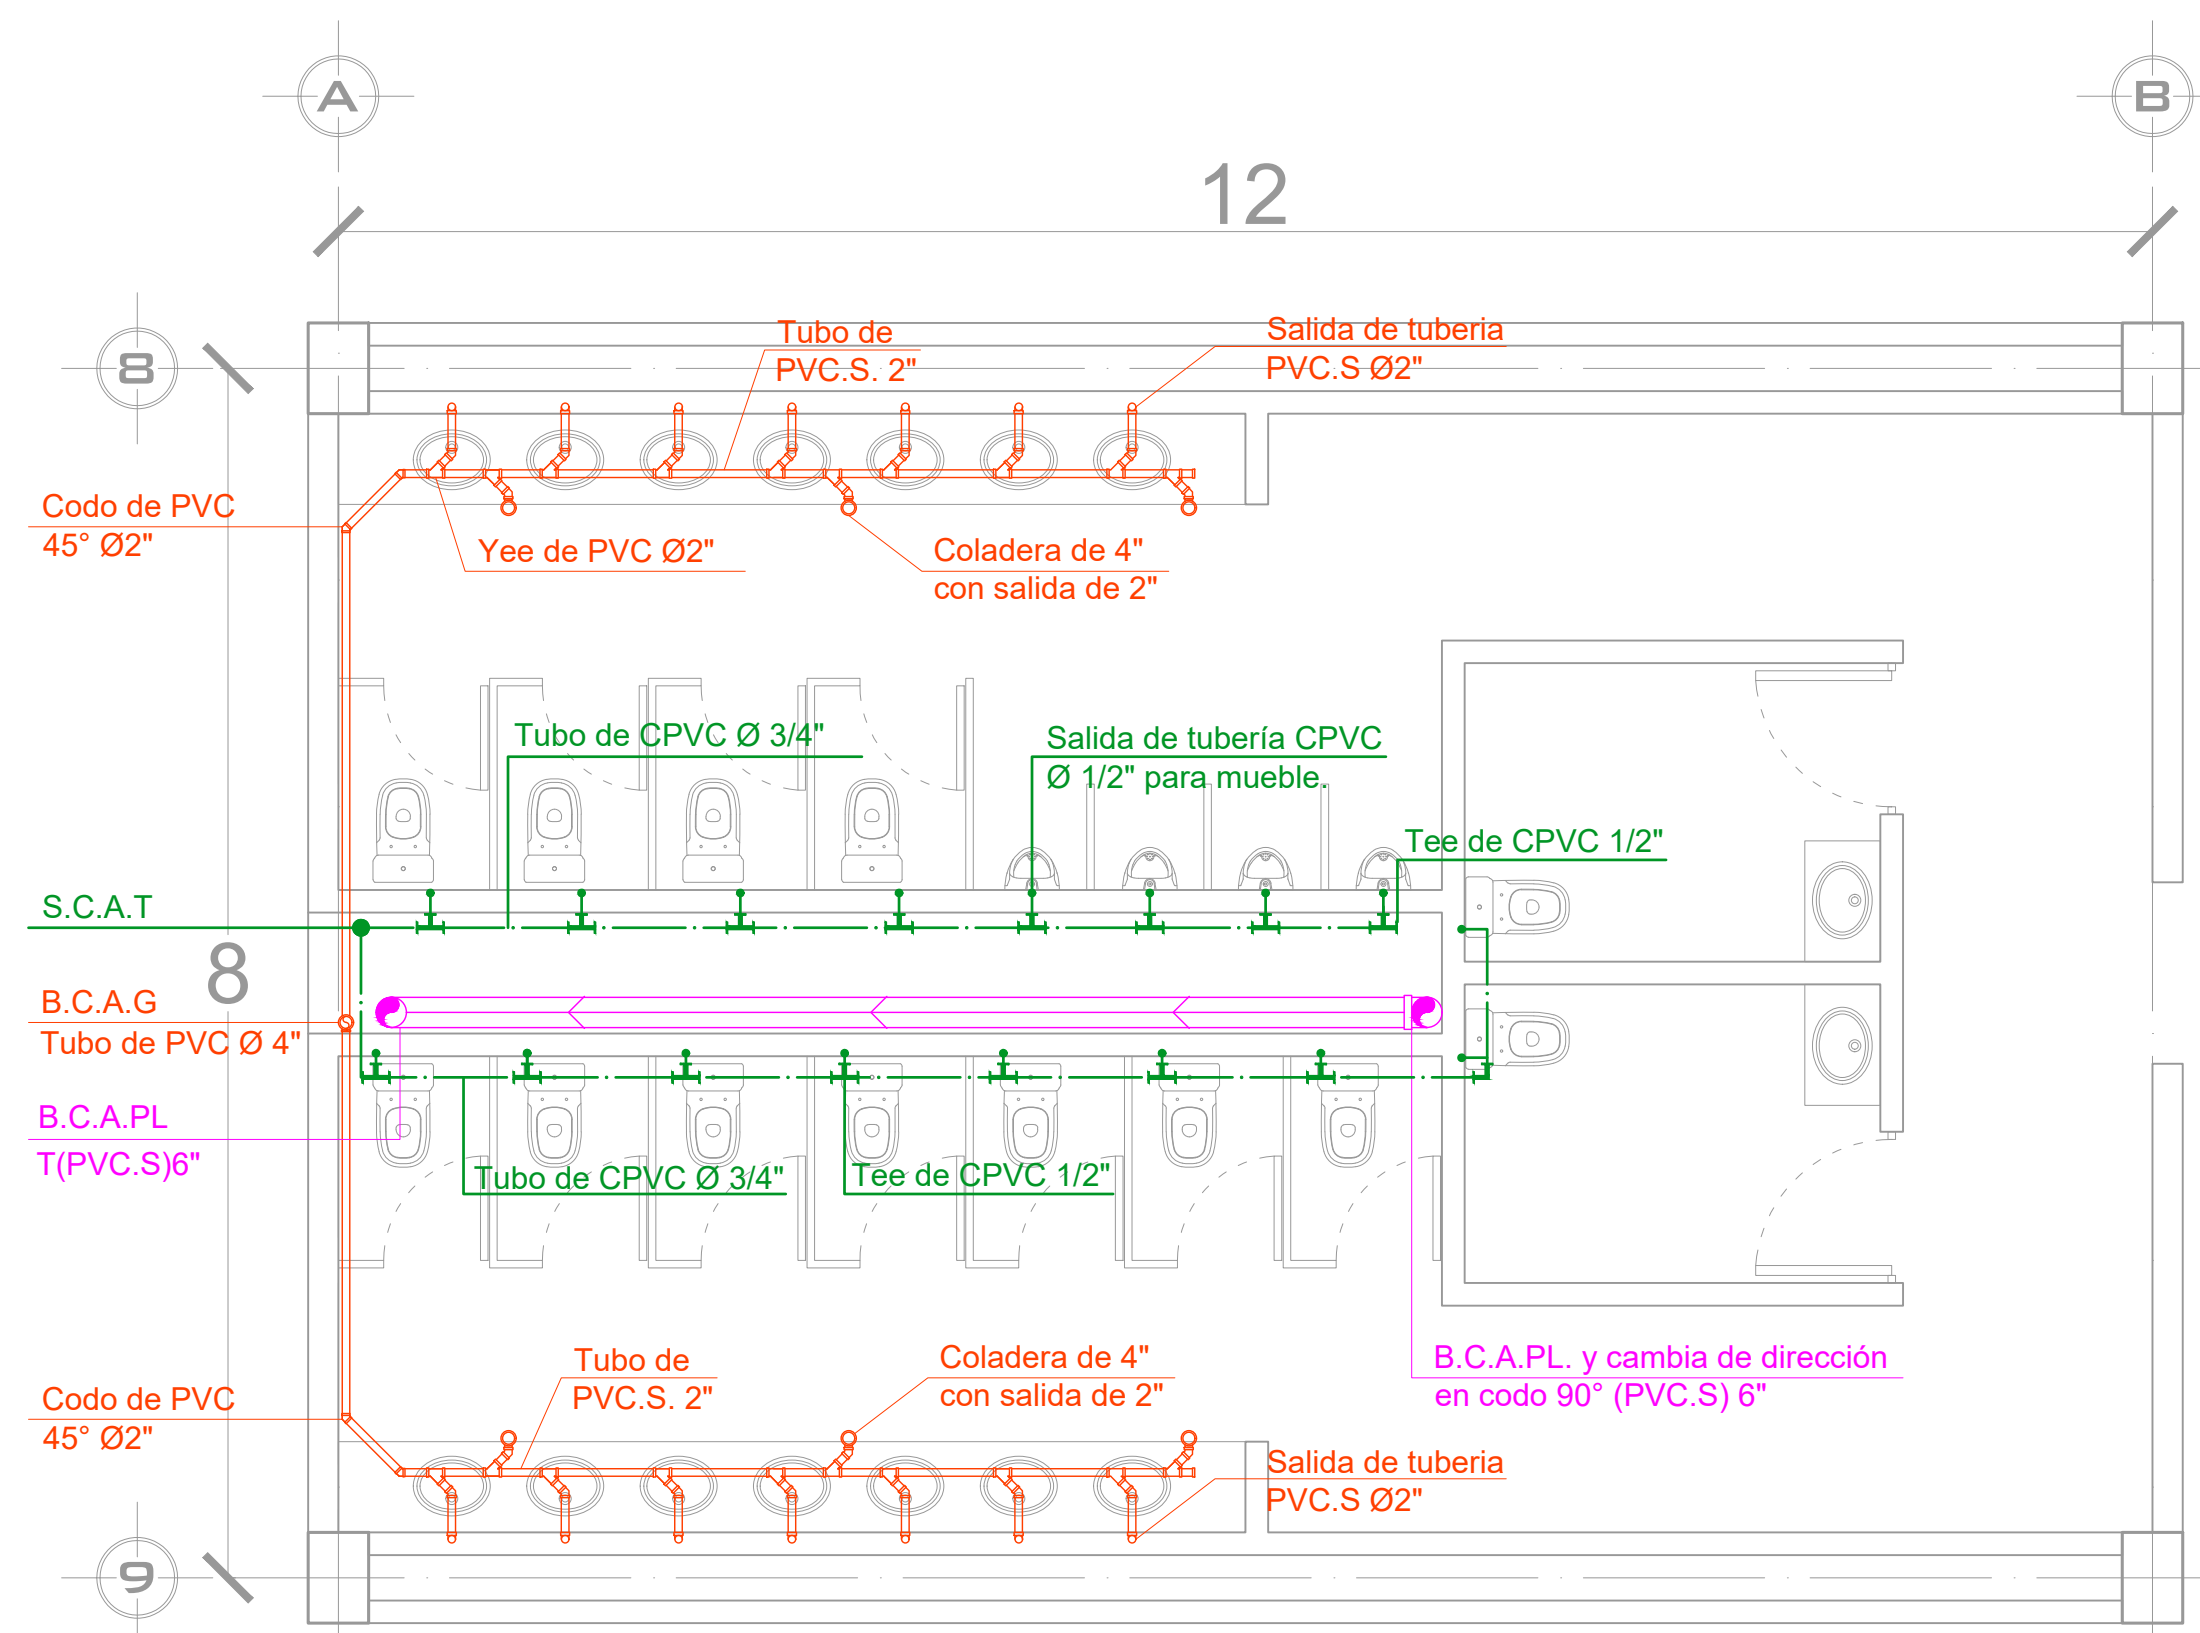 A
B
12
8
Tubo de
PVC.S. 2"
Salida de tuberia
PVC.S Ø2"
Codo de PVC
45° Ø2"
Yee de PVC Ø2"
Coladera de 4"
con salida de 2"
Tubo de CPVC Ø 3/4"
Salida de tubería CPVC
Ø 1/2" para mueble.
Tee de CPVC 1/2"
S.C.A.T
8
B.C.A.G
Tubo de PVC Ø 4"
B.C.A.PL
T(PVC.S)6"
Tubo de CPVC Ø 3/4"
Tee de CPVC 1/2"
B.C.A.PL. y cambia de dirección
en codo 90° (PVC.S) 6"
Tubo de
PVC.S. 2"
Coladera de 4"
con salida de 2"
Codo de PVC
45° Ø2"
Salida de tuberia
PVC.S Ø2"
9